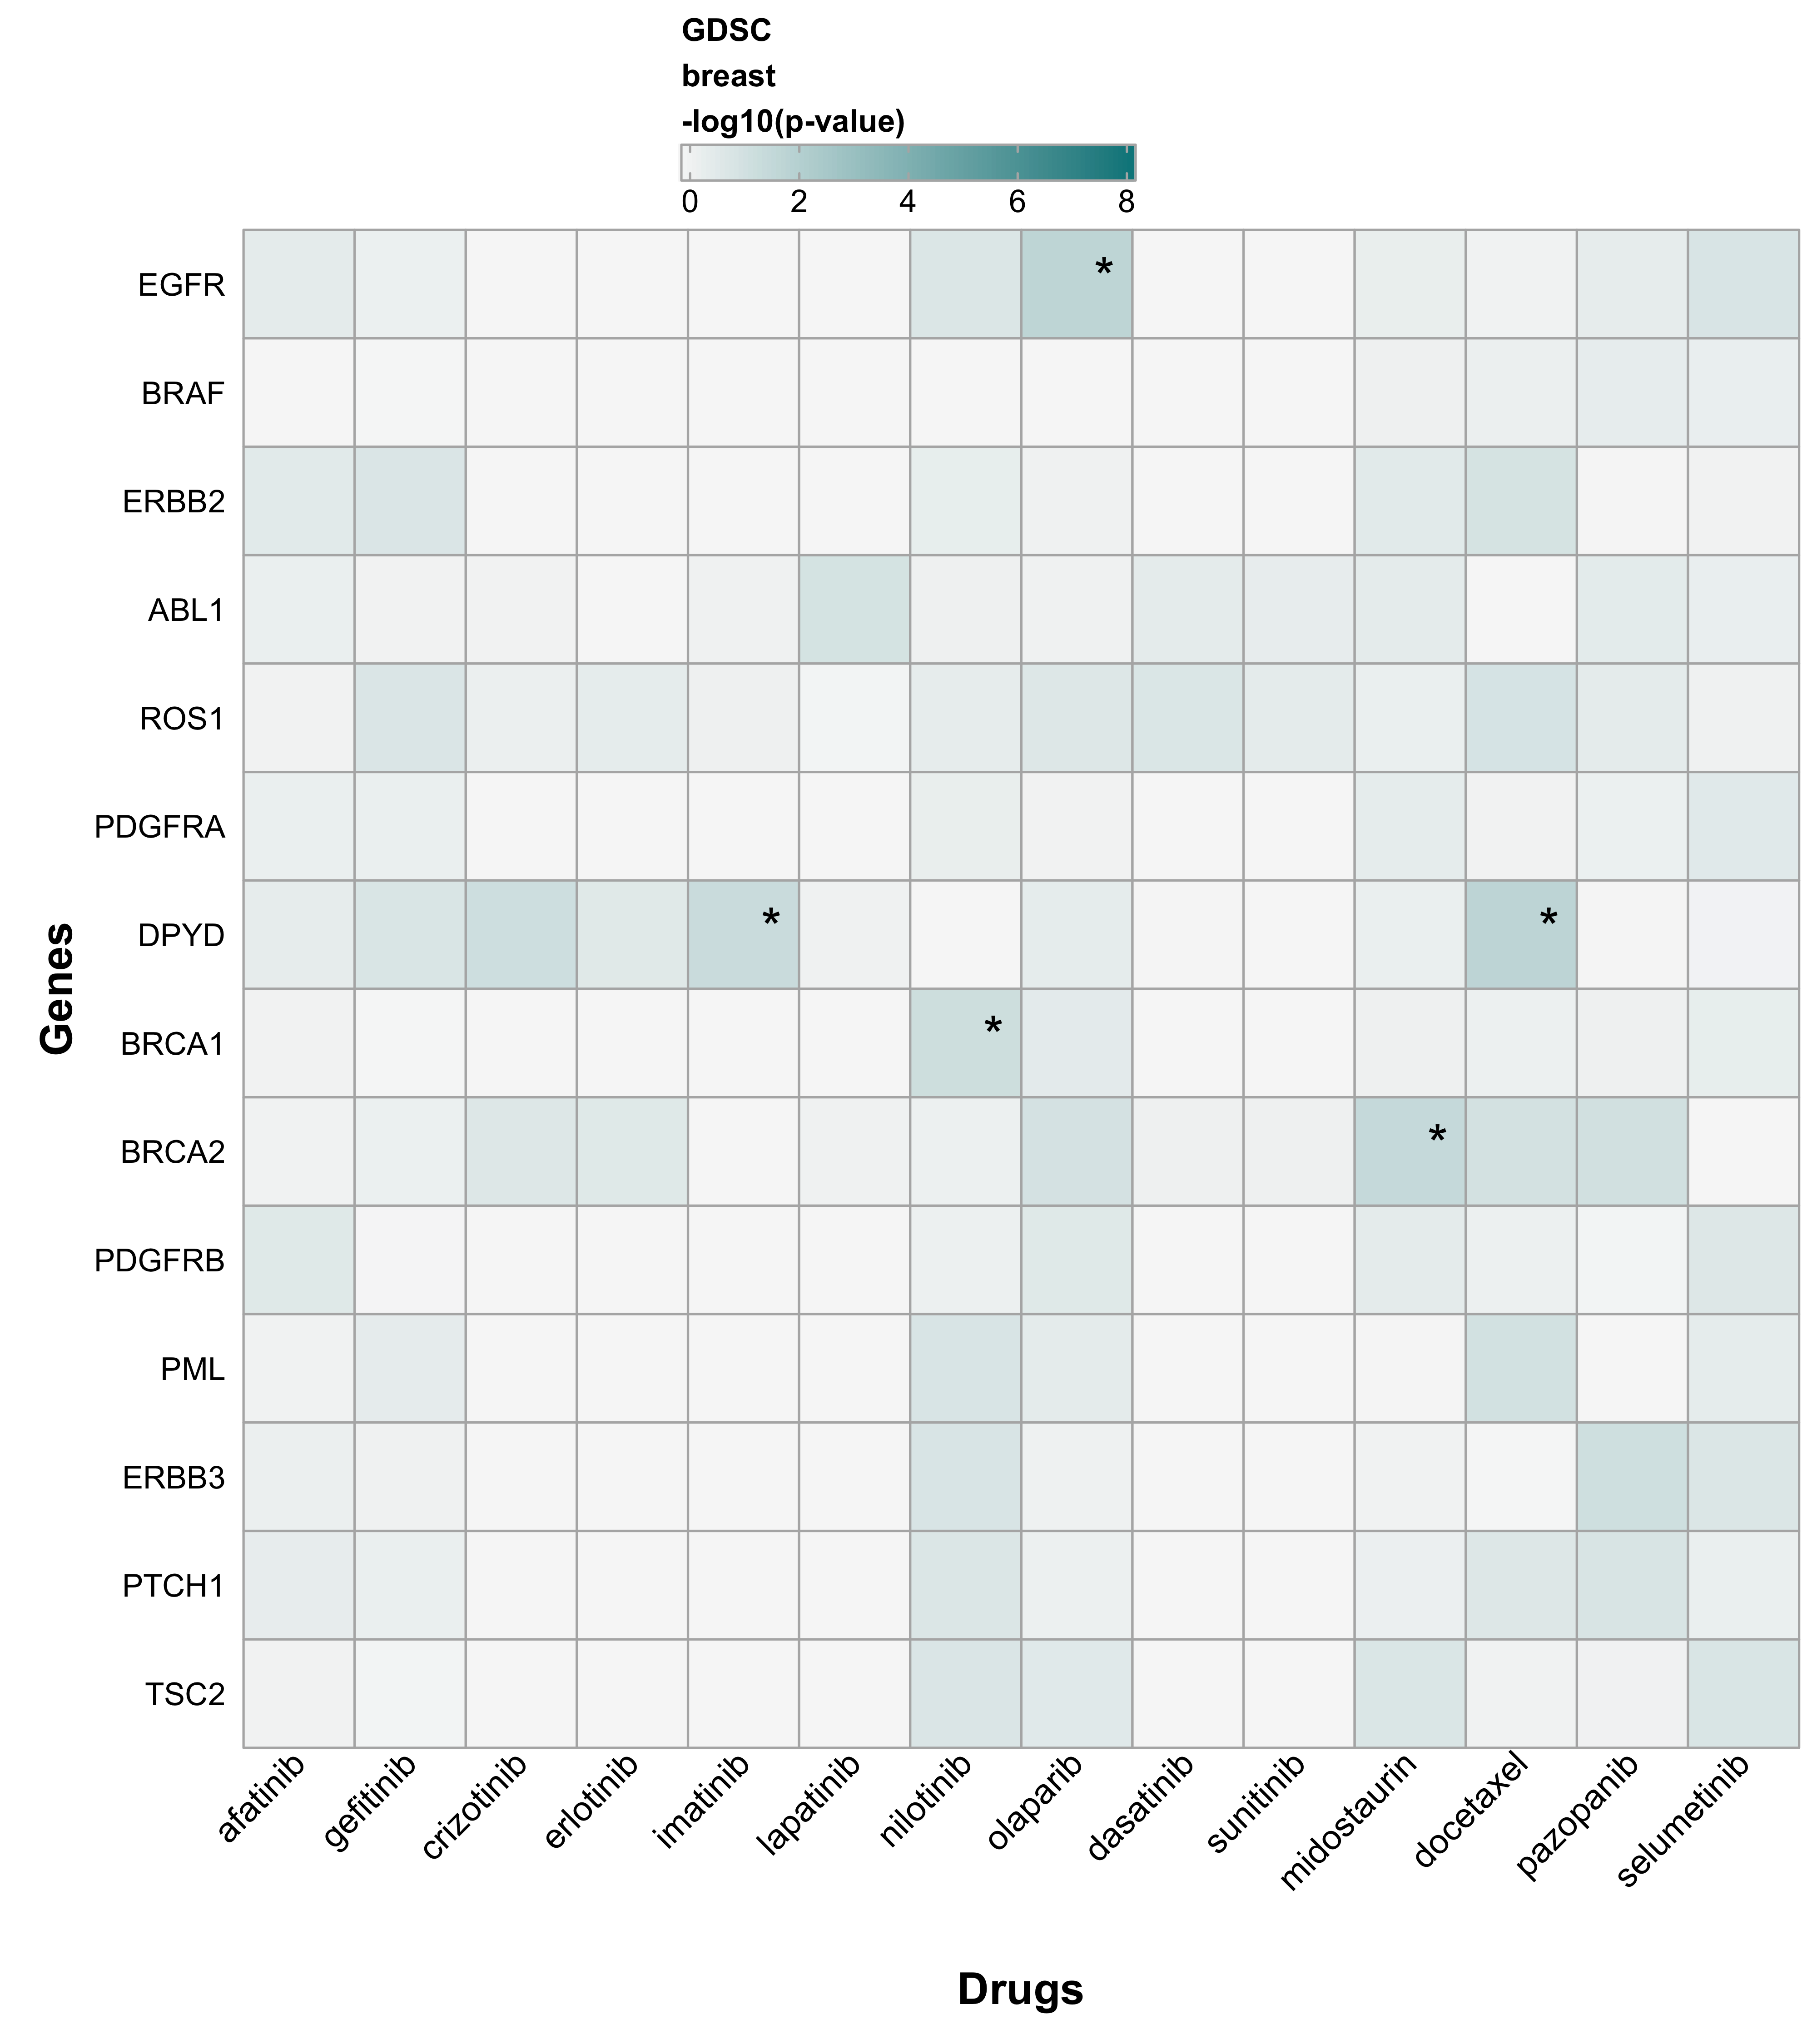 GDSC
breast
-log10(p-value)
0 2 4 6 8
EGFR *
BRAF
ERBB2
ABL1
ROS1
PDGFRA
DPYD * *
BRCA1 *
BRCA2 *
PDGFRB
PML
ERBB3
PTCH1
TSC2
Genes
afatinib gefitinib crizotinib erlotinib imatinib lapatinib nilotinib olaparib dasatinib sunitinib midostaurin docetaxel pazopanib selumetinib
Drugs